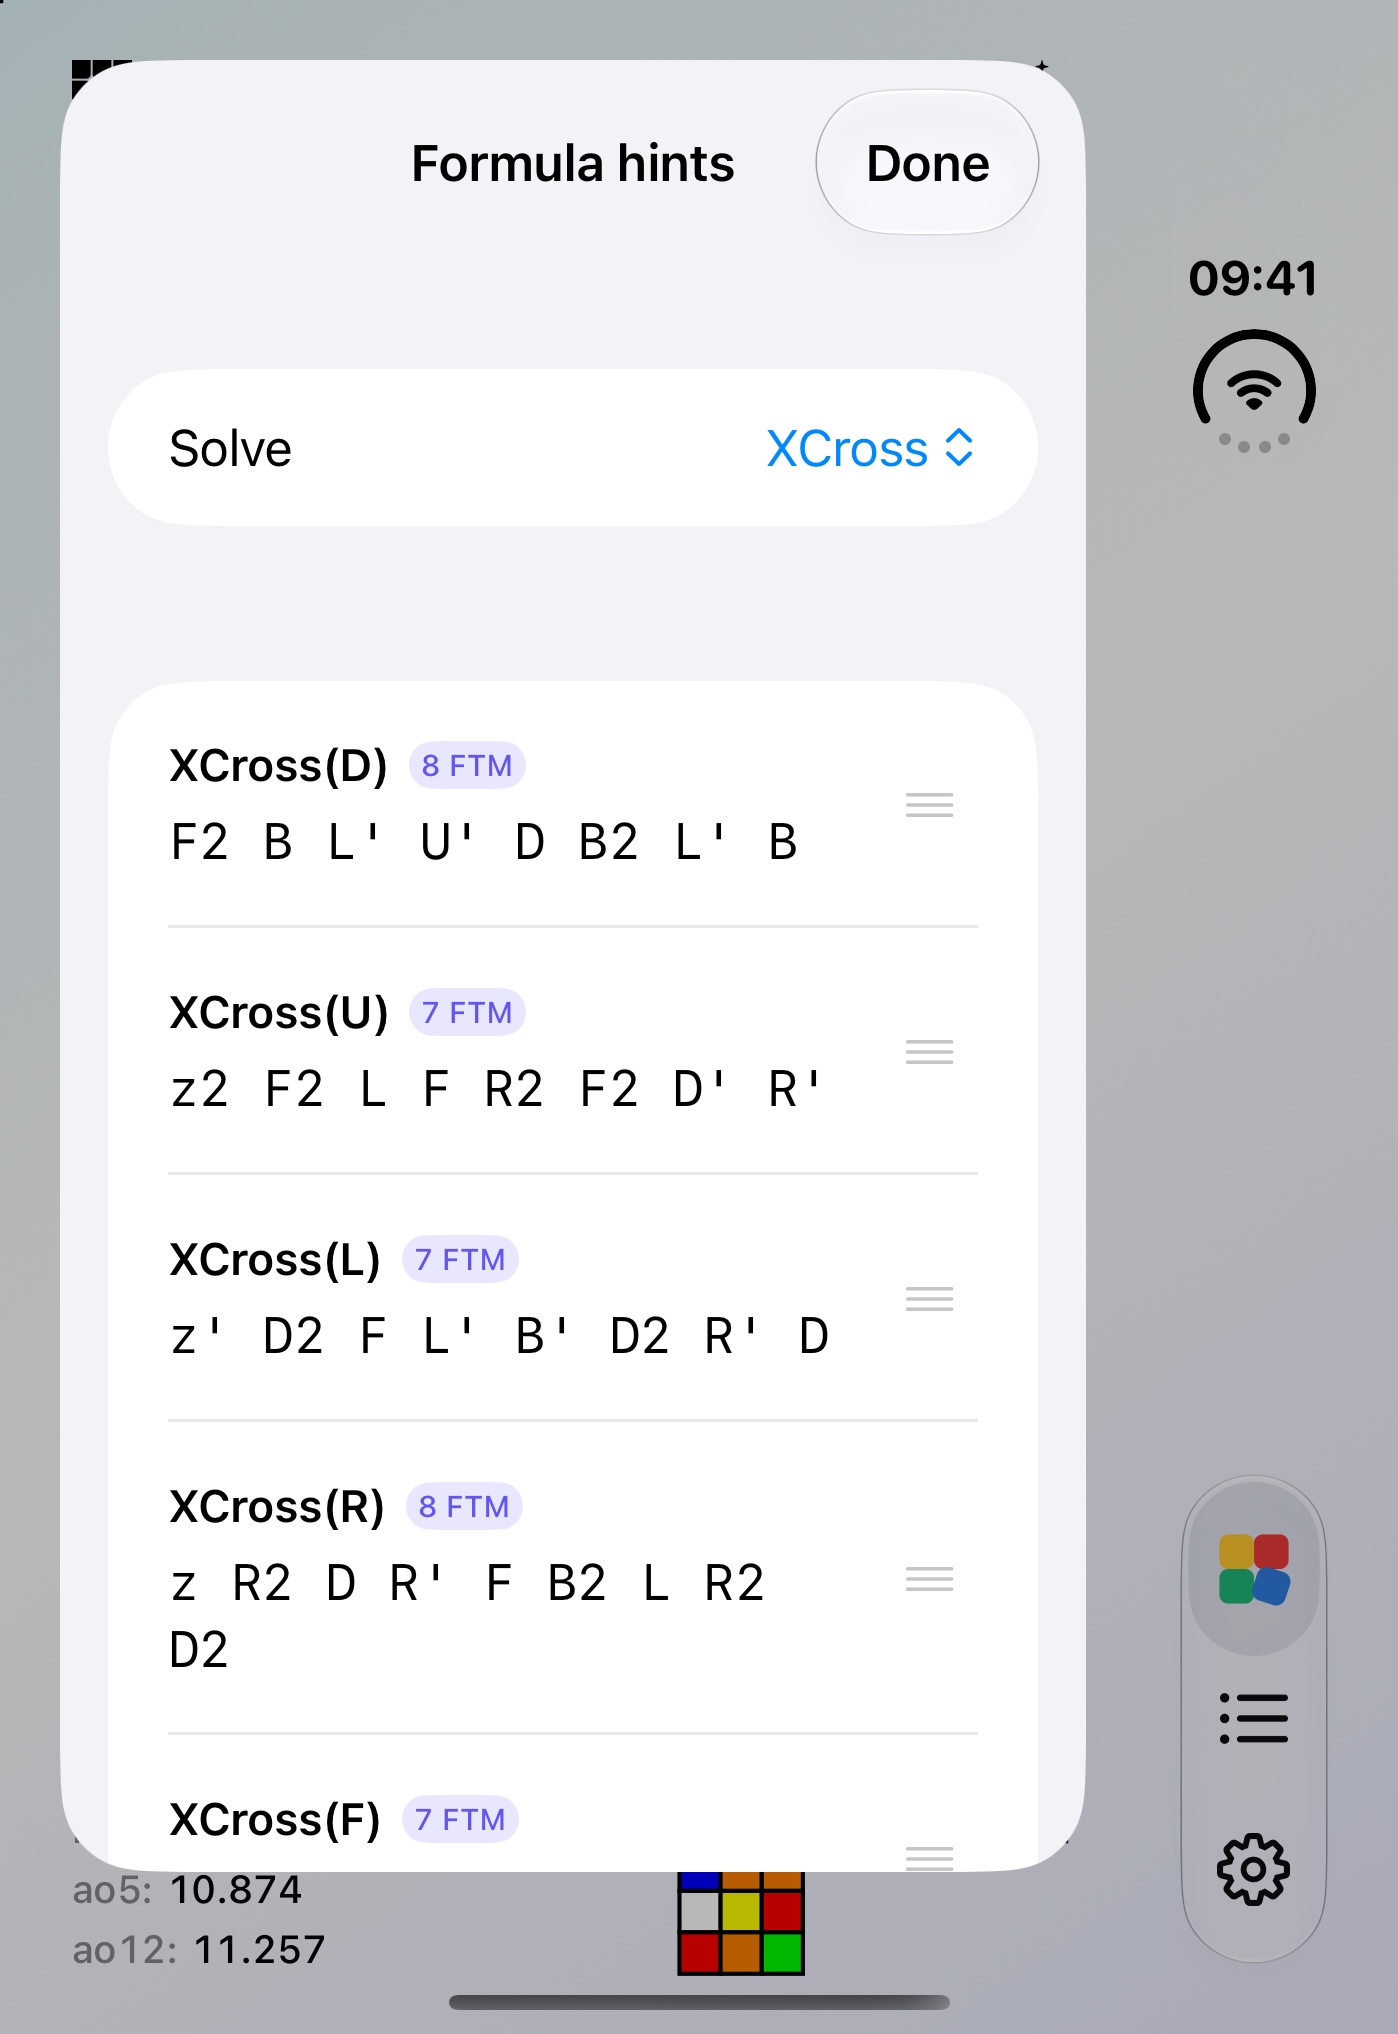 Formula hints
Done
09:41
Solve
XCross
XCross(D) 8 FTM
F2 B L' U' D B2 L' B
XCross(U) 7 FTM
z2 F2 L F R2 F2 D' R'
XCross(L) 7 FTM
z' D2 F L' B' D2 R' D
XCross(R) 8 FTM
z R2 D R' F B2 L R2
D2
XCross(F) 7 FTM
ao5: 10.874
ao12: 11.257